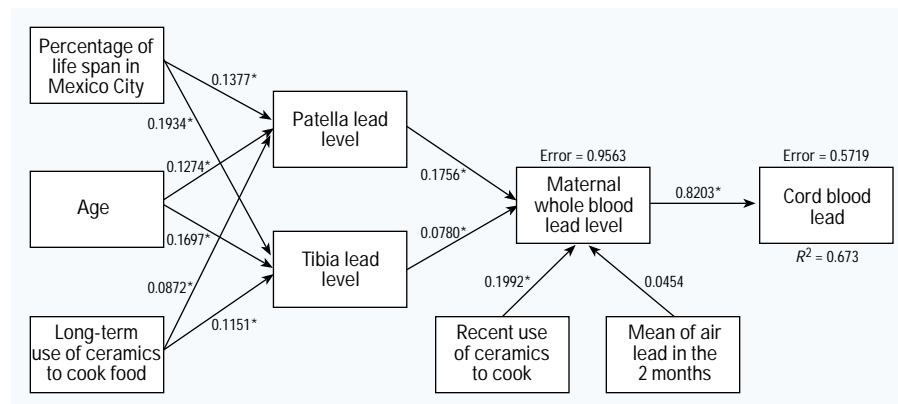 Percentage of
life span in
Mexico City
0.1377*
0.1934*
Patella lead
level
0.1274*
Age
0.1697*
0.1756*
Error = 0.9563
Maternal
whole blood
lead level
0.8203*
Error = 0.5719
Cord blood
lead
R² = 0.673
Tibia lead
level
0.0780*
0.0872*
0.1151*
Long-term
use of ceramics
to cook food
0.1992*
0.0454
Recent use
of ceramics
to cook
Mean of air
lead in the
2 months